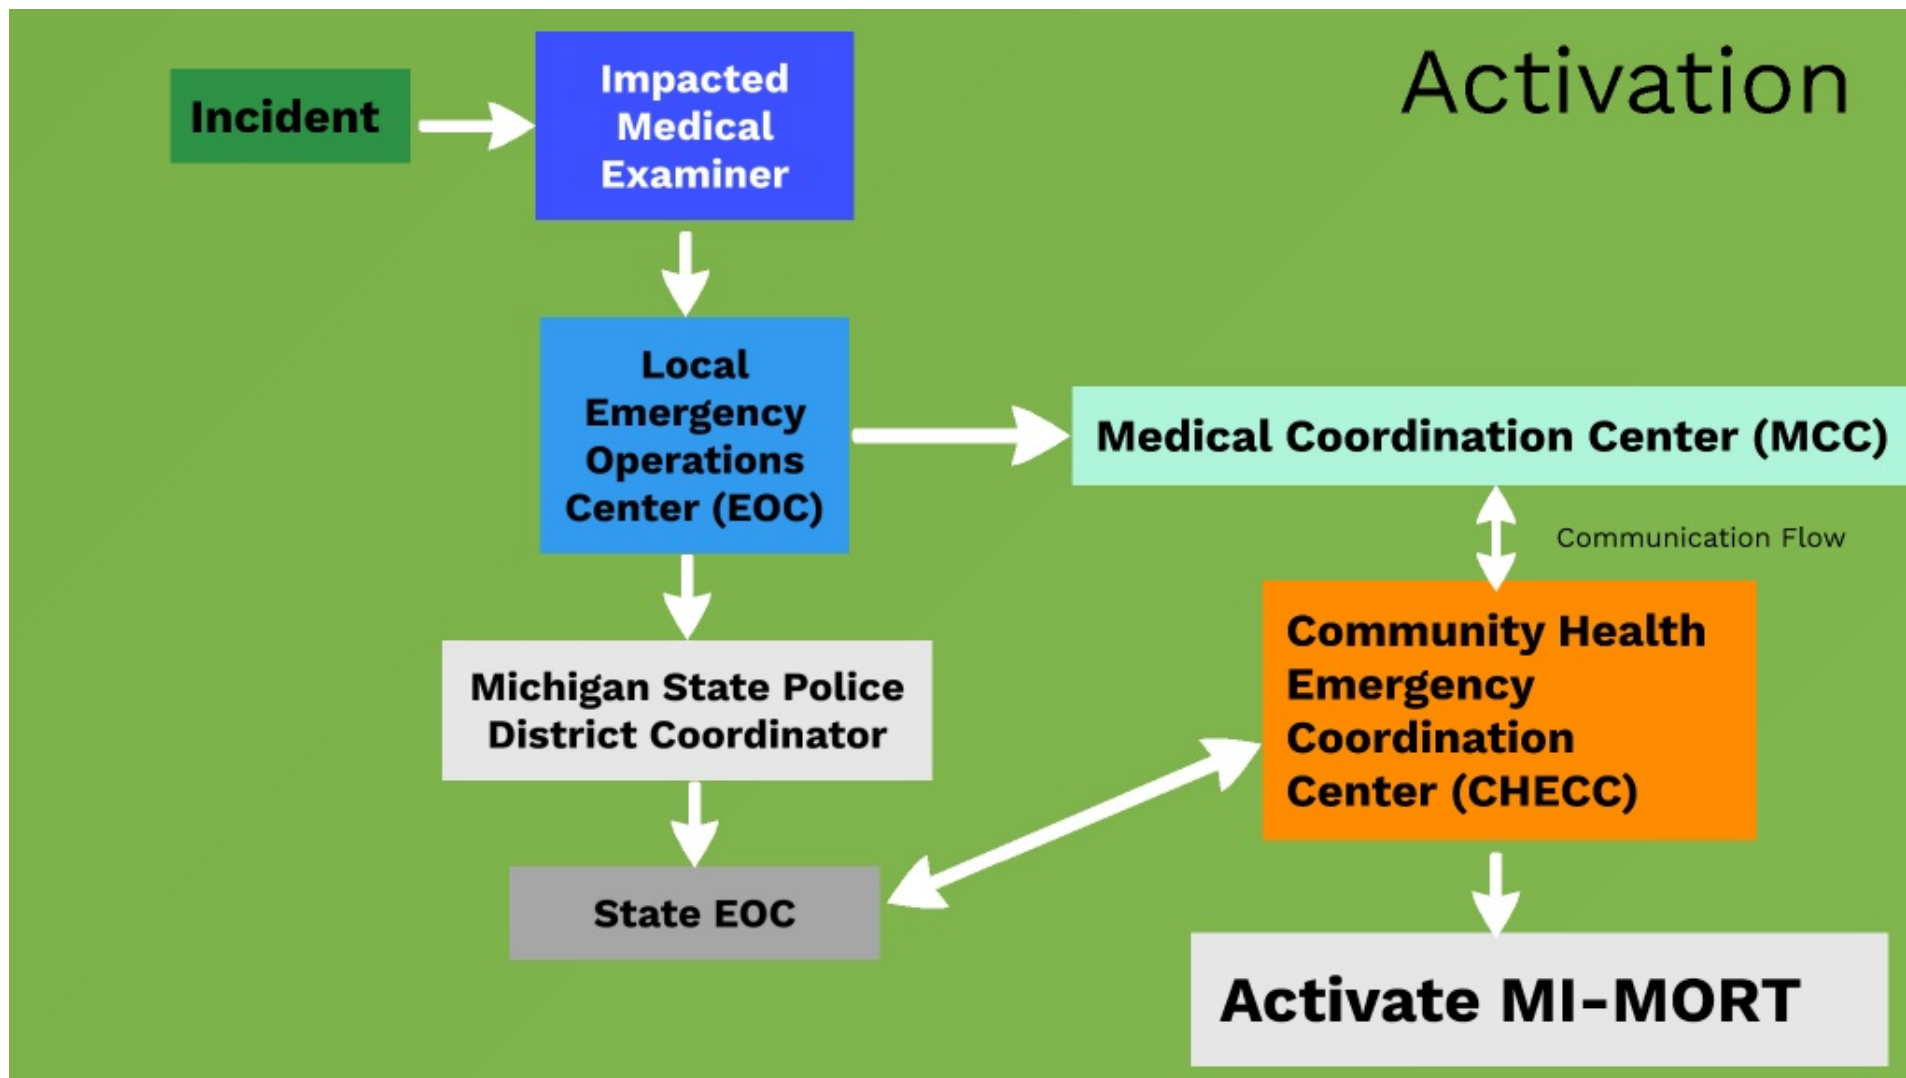 Activation
Incident
Impacted
Medical
Examiner
Local
Emergency
Operations
Center (EOC)
Medical Coordination Center (MCC)
Communication Flow
Michigan State Police
District Coordinator
Community Health
Emergency
Coordination
Center (CHECC)
State EOC
Activate MI-MORT